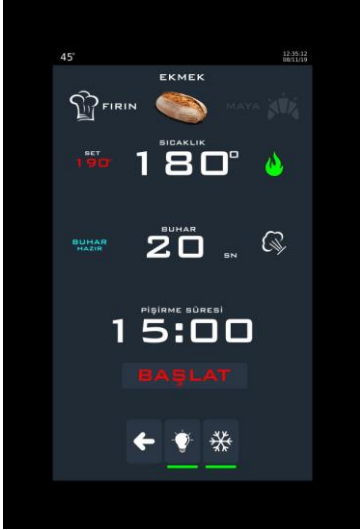 45°
12:35:12
08/11/19
EKMEK
FIRIN
MAYA
SICAKLIK
SET
190°
180°
BUHAR
BUHAR
HAZIR
20 SN
PİŞİRME SÜRESİ
15:00
BAŞLAT